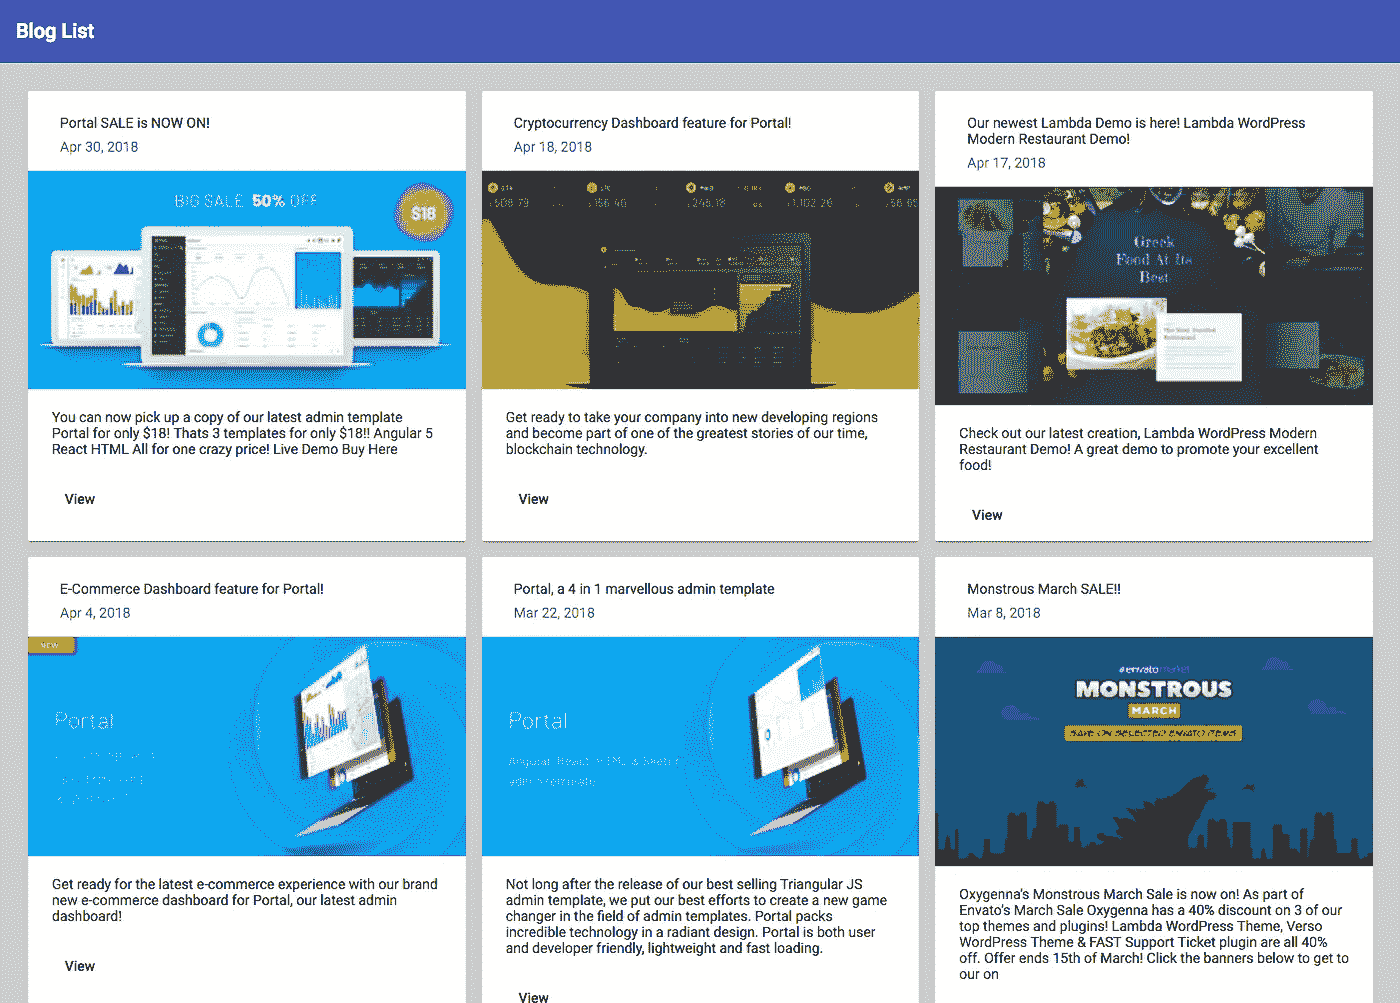 Blog List
Portal SALE is NOW ON!
Apr 30, 2018
BIG SALE 50% OFF
$18
You can now pick up a copy of our latest admin template
Portal for only $18! Thats 3 templates for only $18!! Angular 5
React HTML All for one crazy price! Live Demo Buy Here
View
Cryptocurrency Dashboard feature for Portal!
Apr 18, 2018
Get ready to take your company into new developing regions
and become part of one of the greatest stories of our time,
blockchain technology.
View
Our newest Lambda Demo is here! Lambda WordPress
Modern Restaurant Demo!
Apr 17, 2018
Greek
Food At Its
Best
Check out our latest creation, Lambda WordPress Modern
Restaurant Demo! A great demo to promote your excellent
food!
View
E-Commerce Dashboard feature for Portal!
Apr 4, 2018
Portal
Get ready for the latest e-commerce experience with our brand
new e-commerce dashboard for Portal, our latest admin
dashboard!
View
Portal, a 4 in 1 marvellous admin template
Mar 22, 2018
Portal
Not long after the release of our best selling Triangular JS
admin template, we put our best efforts to create a new game
changer in the field of admin templates. Portal packs
incredible technology in a radiant design. Portal is both user
and developer friendly, lightweight and fast loading.
View
Monstrous March SALE!!
Mar 8, 2018
#envatomarket
MONSTROUS
MARCH
SAVE ON SELECTED ENVATO ITEMS
Oxygenna's Monstrous March Sale is now on! As part of
Envato's March Sale Oxygenna has a 40% discount on 3 of our
top themes and plugins! Lambda WordPress Theme, Verso
WordPress Theme & FAST Support Ticket plugin are all 40%
off. Offer ends 15th of March! Click the banners below to get to
our on